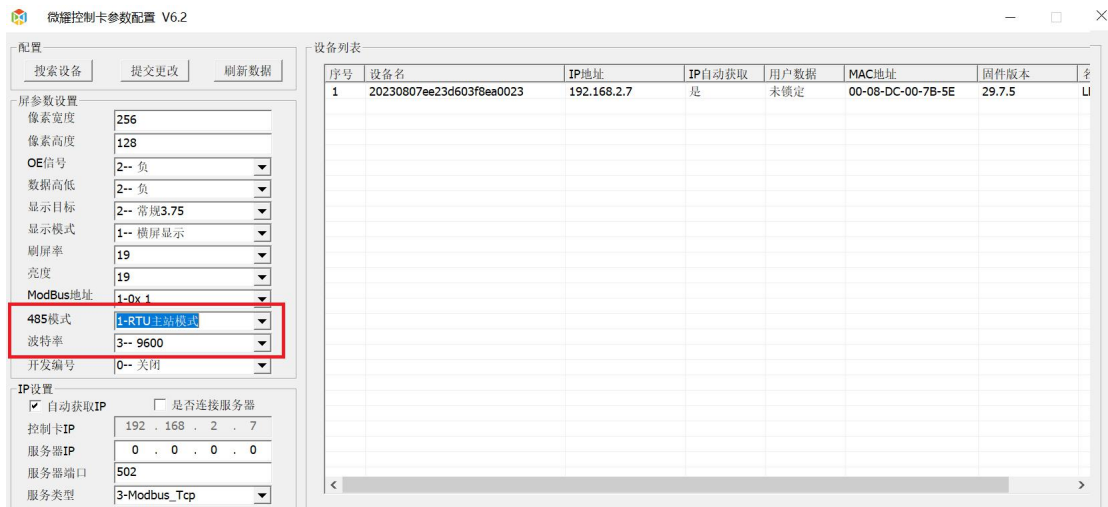 微耀控制卡参数配置 V6.2
配置
搜索设备 提交更改 刷新数据
屏参数设置
像素宽度 256
像素高度 128
OE信号 2-- 负
数据高低 2-- 负
显示目标 2-- 常规3.75
显示模式 1-- 横屏显示
刷屏率 19
亮度 19
ModBus地址 1-0x 1
485模式 1-RTU主站模式
波特率 3-- 9600
开发编号 0-- 关闭
IP设置
自动获取IP 是否连接服务器
控制卡IP 192 . 168 . 2 . 7
服务器IP 0 . 0 . 0 . 0
服务器端口 502
服务类型 3-Modbus_Tcp
设备列表
序号 设备名 IP地址 IP自动获取 用户数据 MAC地址 固件版本
1 20230807ee23d603f8ea0023 192.168.2.7 是 未锁定 00-08-DC-00-7B-5E 29.7.5